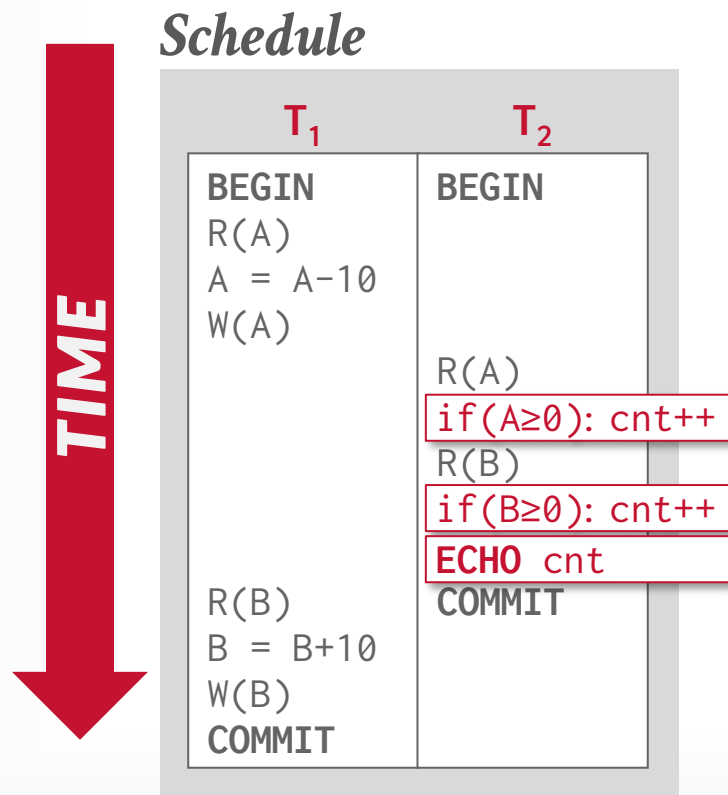 Schedule
TIME
T1 T2
BEGIN BEGIN
R(A)
A = A-10
W(A)
R(A)
if(A≥0): cnt++
R(B)
if(B≥0): cnt++
ECHO cnt
R(B) COMMIT
B = B+10
W(B)
COMMIT